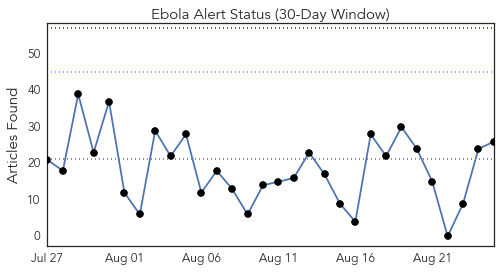 Ebola Alert Status (30-Day Window)
Articles Found
50
40
30
20
10
0
Jul 27 Aug 01 Aug 06 Aug 11 Aug 16 Aug 21